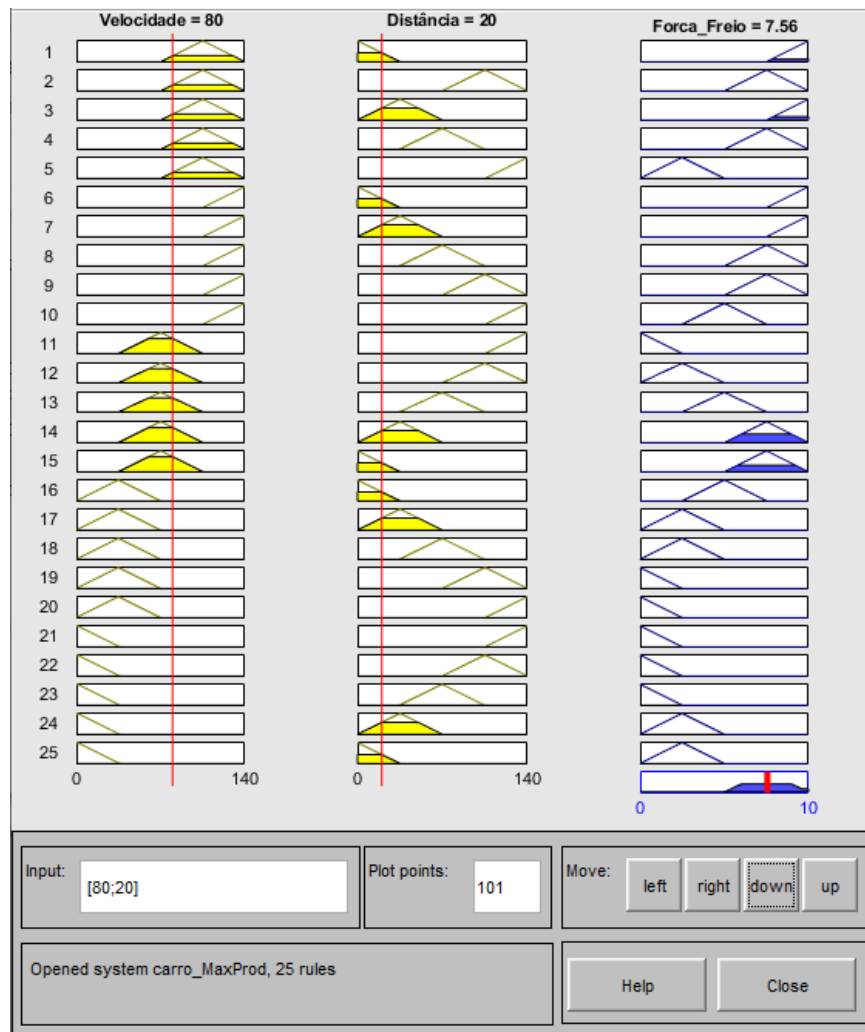 Velocidade = 80
Distância = 20
Forca_Freio = 7.56
1
2
3
4
5
6
7
8
9
10
11
12
13
14
15
16
17
18
19
20
21
22
23
24
25
0 140
0 140
0 10
Input:
[80;20]
Plot points:
101
Move:
left
right
down
up
Opened system carro_MaxProd, 25 rules
Help
Close